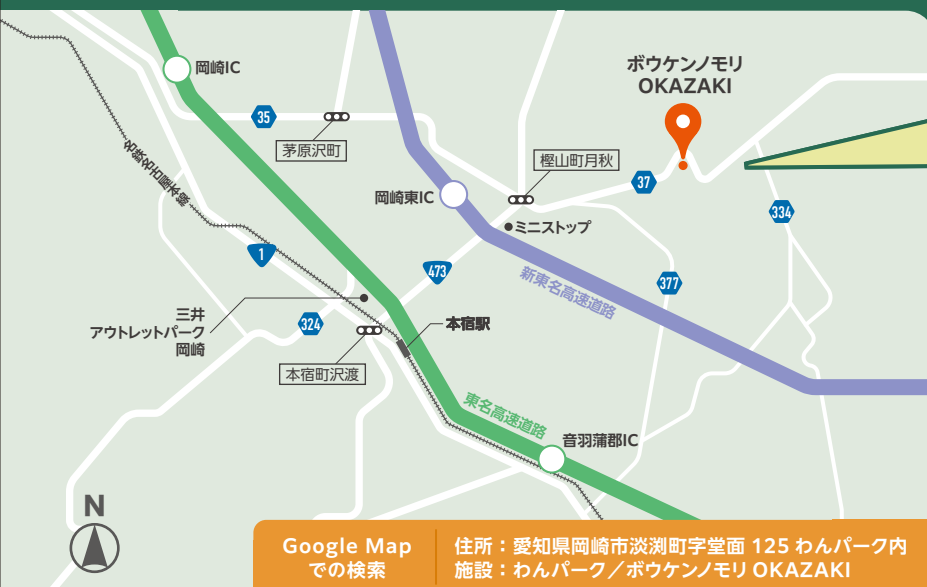 岡崎IC
ボウケンノモリ
OKAZAKI
35
茅原沢町
樫山町月秋
名鉄名古屋本線
岡崎東IC
37
334
ミニストップ
1
473
新東名高速道路
377
三井
アウトレットパーク
岡崎
324
本宿駅
本宿町沢渡
東名高速道路
音羽蒲郡IC
N
Google Map
での検索
住所：愛知県岡崎市淡渕町字堂面 125 わんパーク内
施設：わんパーク／ボウケンノモリ OKAZAKI